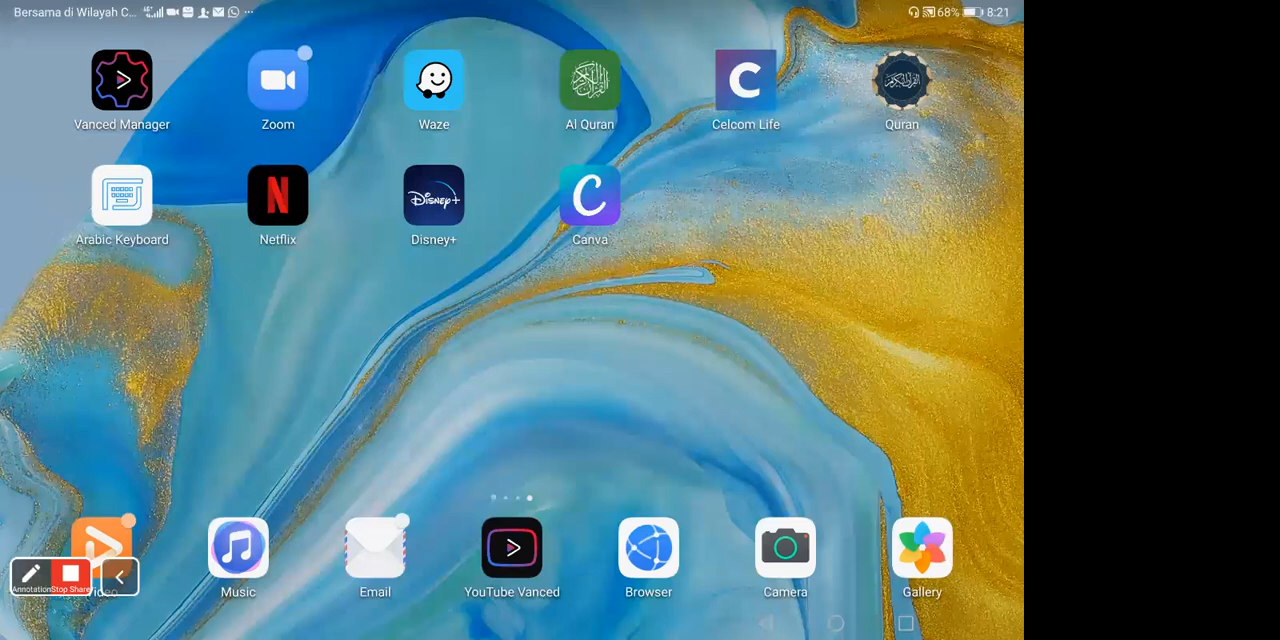 Bersama di Wilayah C... 68% 8:21
Vanced Manager Zoom Waze Al Quran Celcom Life Quran
Arabic Keyboard Netflix Disney+ Canva
Annotation Stop Share Music Email YouTube Vanced Browser Camera Gallery